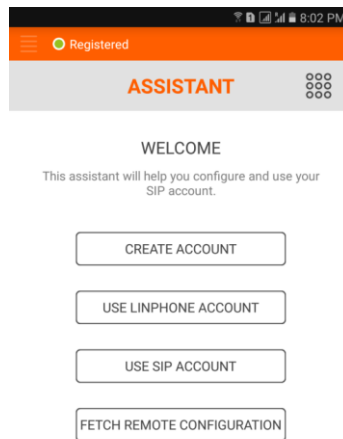 8:02 PM
Registered
ASSISTANT
WELCOME
This assistant will help you configure and use your
SIP account.
CREATE ACCOUNT
USE LINPHONE ACCOUNT
USE SIP ACCOUNT
FETCH REMOTE CONFIGURATION